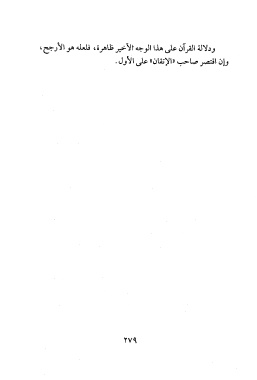 ودلالة القرآن على هذا الوجه الأخير ظاهرة، فلعله هو الأرجح،
وإن اقتصر صاحب «الإتقان» على الأول.
٢٧٩